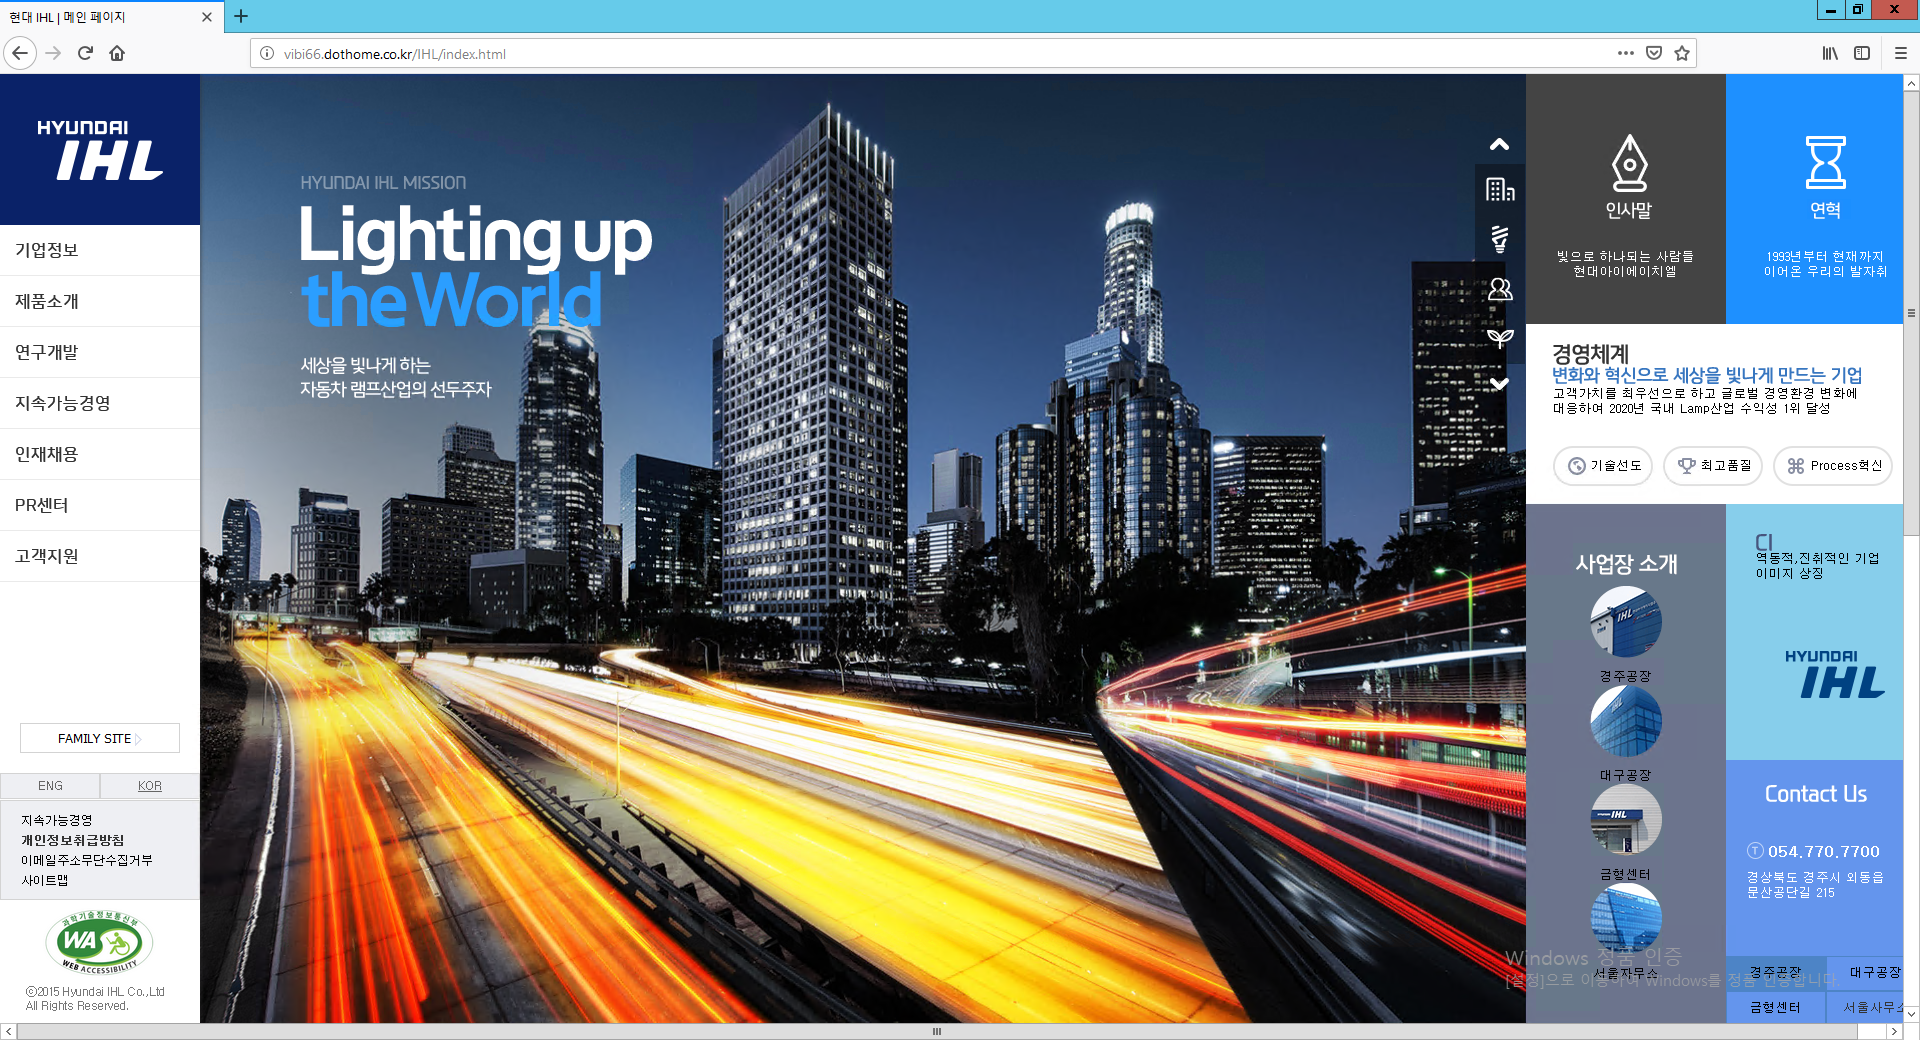 현대 IHL | 메인 페이지
vibi66.dothome.co.kr/IHL/index.html
HYUNDAI
IHL
기업정보
제품소개
연구개발
지속가능경영
인재채용
PR센터
고객지원
FAMILY SITE
ENG
KOR
지속가능경영
개인정보취급방침
이메일주소무단수집거부
사이트맵
과학기술정보통신부
WA
WEB ACCESSIBILITY
ⓒ2015 Hyundai IHL Co.,Ltd
All Rights Reserved.
HYUNDAI IHL MISSION
Lighting up
the World
세상을 빛나게 하는
자동차 램프산업의 선두주자
인사말
빛으로 하나되는 사람들
현대아이에이치엘
연혁
1993년부터 현재까지
이어온 우리의 발자취
경영체계
변화와 혁신으로 세상을 빛나게 만드는 기업
고객가치를 최우선으로 하고 글로벌 경영환경 변화에
대응하여 2020년 국내 Lamp산업 수익성 1위 달성
기술선도
최고품질
Process혁신
사업장 소개
IHL
경주공장
IHL
대구공장
IHL
금형센터
서울사무소
CI
역동적,진취적인 기업
이미지 상징
HYUNDAI
IHL
Contact Us
T 054.770.7700
경상북도 경주시 외동읍
문산공단길 215
경주공장
대구공장
금형센터
서울사무소
Windows 정품 인증
[설정]으로 이동하여 Windows를 정품 인증합니다.